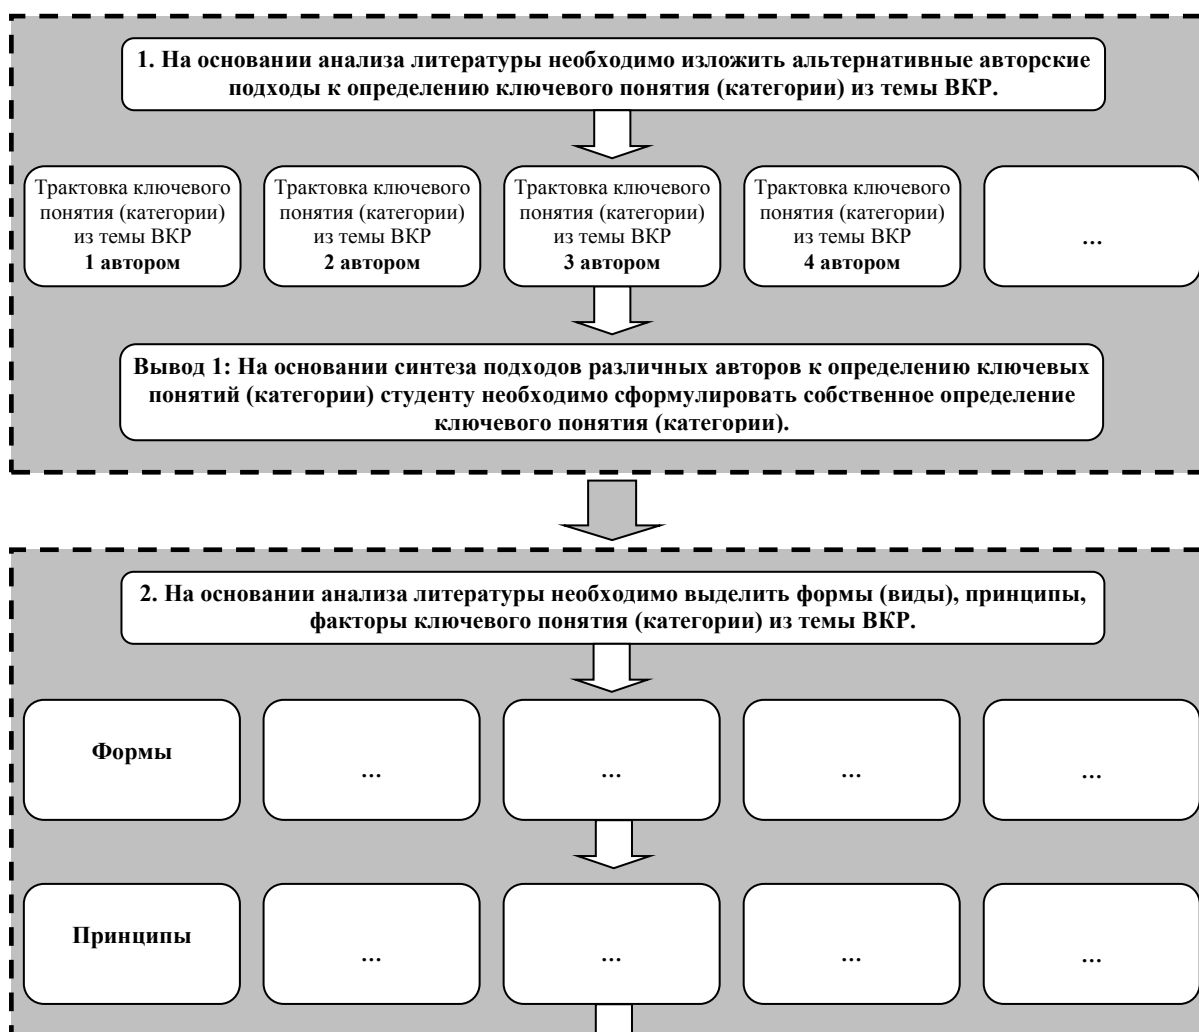 1. На основании анализа литературы необходимо изложить альтернативные авторские
подходы к определению ключевого понятия (категории) из темы ВКР.
Трактовка ключевого
понятия (категории)
из темы ВКР
1 автором
Трактовка ключевого
понятия (категории)
из темы ВКР
2 автором
Трактовка ключевого
понятия (категории)
из темы ВКР
3 автором
Трактовка ключевого
понятия (категории)
из темы ВКР
4 автором
...
Вывод 1: На основании синтеза подходов различных авторов к определению ключевых
понятий (категории) студенту необходимо сформулировать собственное определение
ключевого понятия (категории).
2. На основании анализа литературы необходимо выделить формы (виды), принципы,
факторы ключевого понятия (категории) из темы ВКР.
Формы
...
...
...
...
Принципы
...
...
...
...